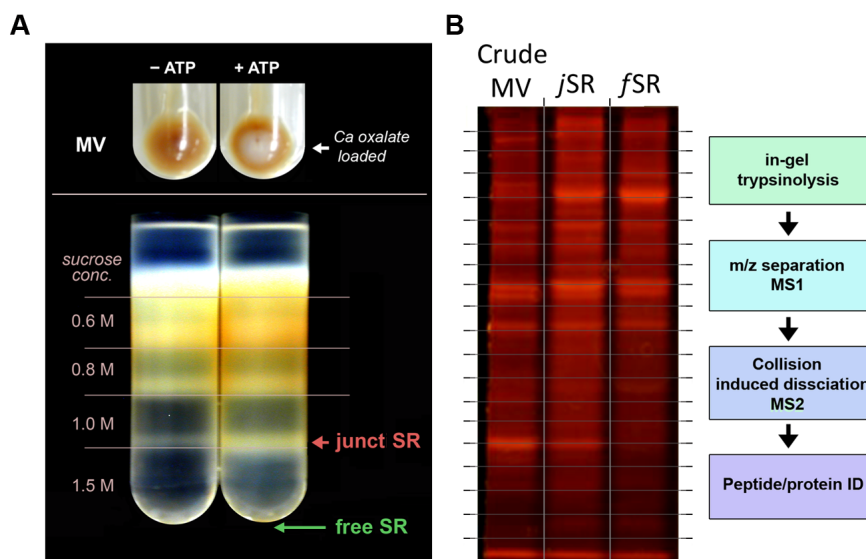 A
– ATP
+ ATP
MV
Ca oxalate
loaded
sucrose
conc.
0.6 M
0.8 M
1.0 M
junct SR
1.5 M
free SR
B
Crude
MV
jSR
fSR
in-gel
trypsinolysis
m/z separation
MS1
Collision
induced dissciation
MS2
Peptide/protein ID